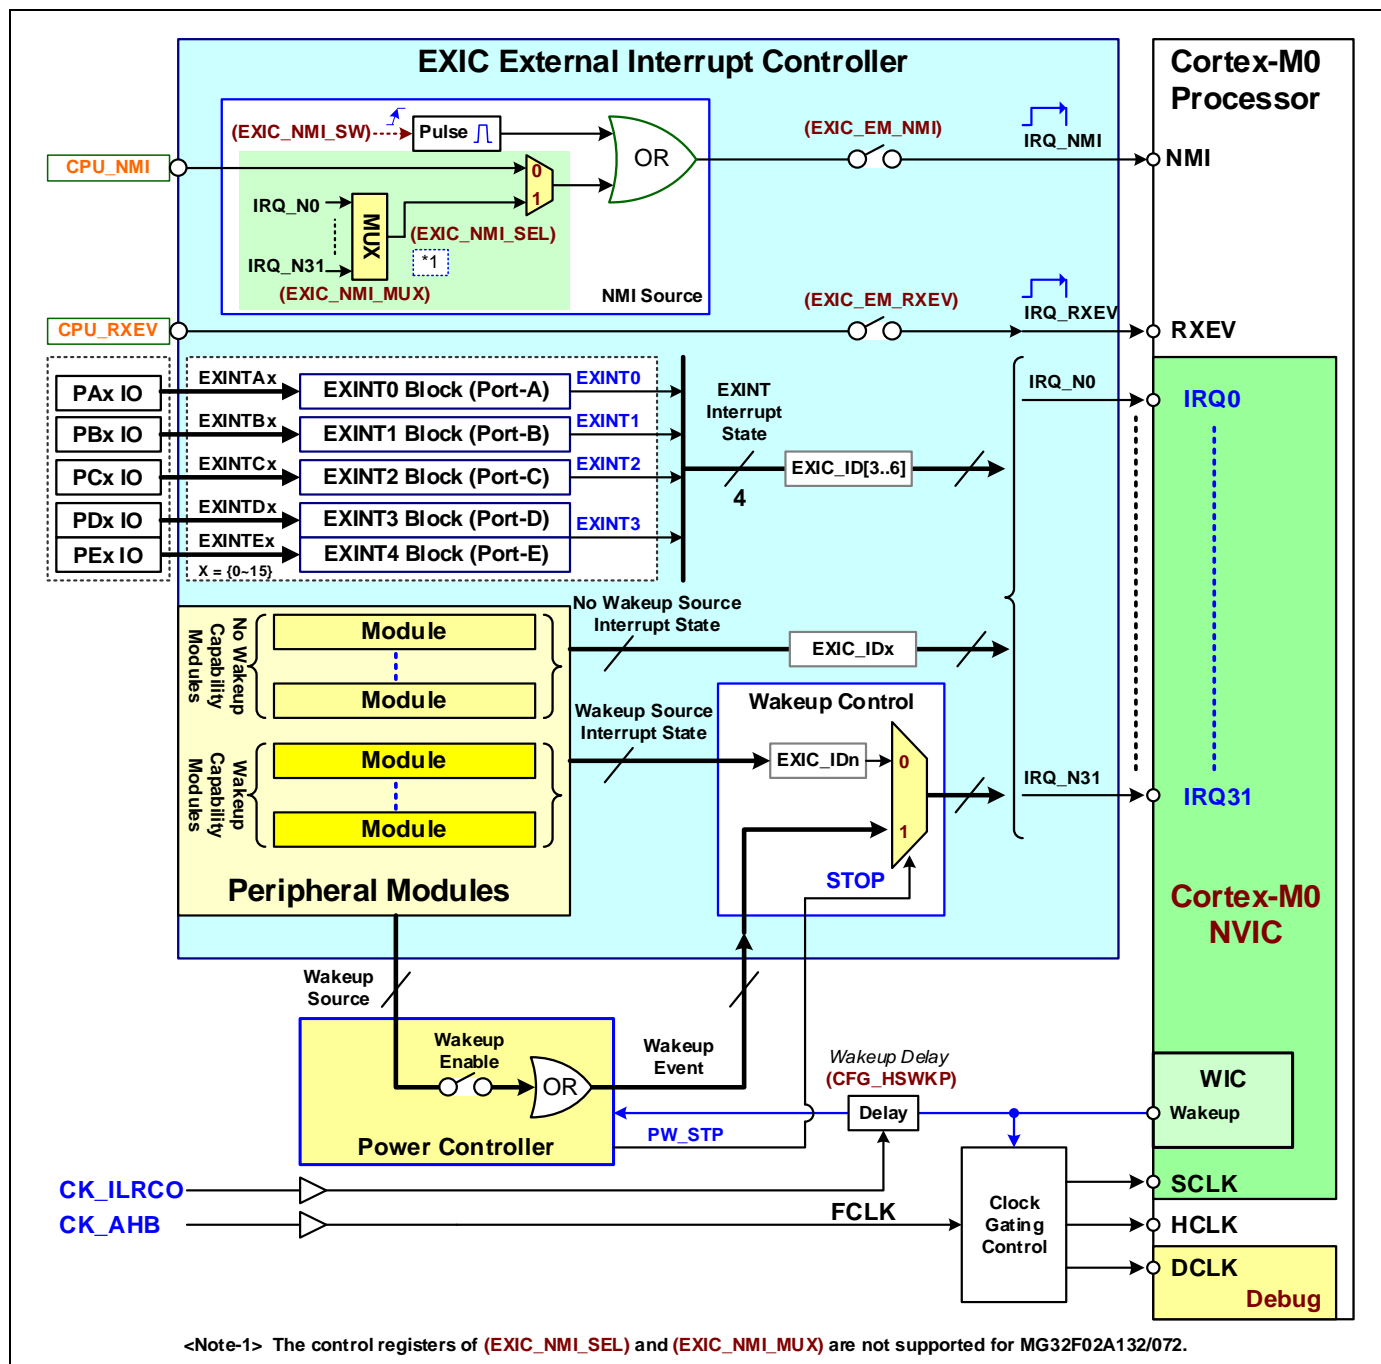 EXIC External Interrupt Controller
Cortex-M0
Processor
(EXIC_NMI_SW)
Pulse
OR
(EXIC_EM_NMI)
IRQ_NMI
CPU_NMI
NMI
0
1
IRQ_N0
MUX
(EXIC_NMI_SEL)
*1
IRQ_N31
(EXIC_NMI_MUX)
NMI Source
(EXIC_EM_RXEV)
IRQ_RXEV
CPU_RXEV
RXEV
PAx IO
EXINTAx
EXINT0 Block (Port-A)
EXINT0
PBx IO
EXINTBx
EXINT1 Block (Port-B)
EXINT1
PCx IO
EXINTCx
EXINT2 Block (Port-C)
EXINT2
PDx IO
EXINTDx
EXINT3 Block (Port-D)
EXINT3
PEx IO
EXINTEx
EXINT4 Block (Port-E)
X = {0~15}
EXINT
Interrupt
State
4
EXIC_ID[3..6]
IRQ_N0
IRQ0
No Wakeup
Capability
Modules
Module
Module
No Wakeup Source
Interrupt State
EXIC_IDx
Wakeup
Capability
Modules
Module
Module
Wakeup Source
Interrupt State
Wakeup Control
EXIC_IDn
0
1
STOP
IRQ_N31
IRQ31
Peripheral Modules
Cortex-M0
NVIC
Wakeup
Source
Wakeup
Enable
OR
Wakeup
Event
Power Controller
PW_STP
Wakeup Delay
(CFG_HSWKP)
Delay
WIC
Wakeup
CK_ILRCO
CK_AHB
FCLK
Clock
Gating
Control
SCLK
HCLK
DCLK
Debug
<Note-1> The control registers of (EXIC_NMI_SEL) and (EXIC_NMI_MUX) are not supported for MG32F02A132/072.